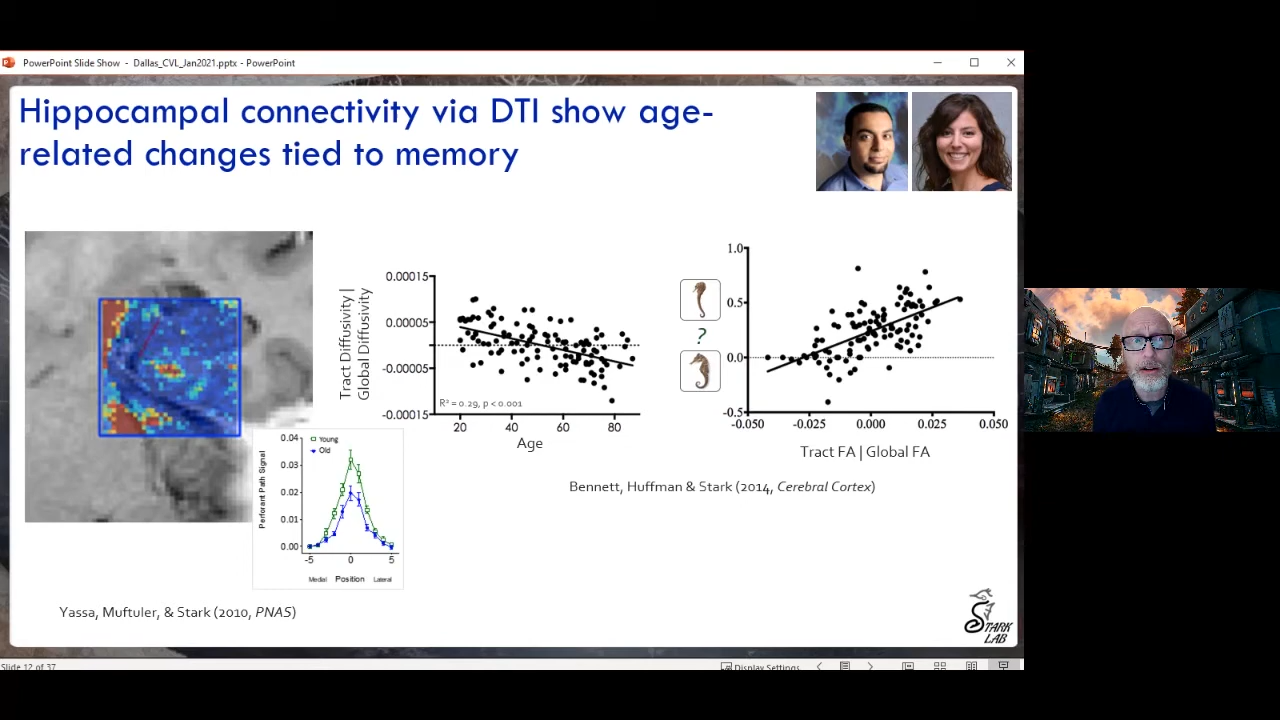 PowerPoint Slide Show - Dallas_CVL_Jan2021.pptx - PowerPoint
Hippocampal connectivity via DTI show age-
related changes tied to memory
Tract Diffusivity |
Global Diffusivity
0.00015
0.00005
-0.00005
-0.00015
R² = 0.29, p < 0.001
20 40 60 80
Age
?
1.0
0.5
0.0
-0.5
-0.050 -0.025 0.000 0.025 0.050
Tract FA | Global FA
Bennett, Huffman & Stark (2014, Cerebral Cortex)
Perforant Path Signal
0.04
0.03
0.02
0.01
0.00
Young
Old
-5 0 5
Medial Position Lateral
Yassa, Muftuler, & Stark (2010, PNAS)
STARK
LAB
Slide 12 of 37
Display Settings